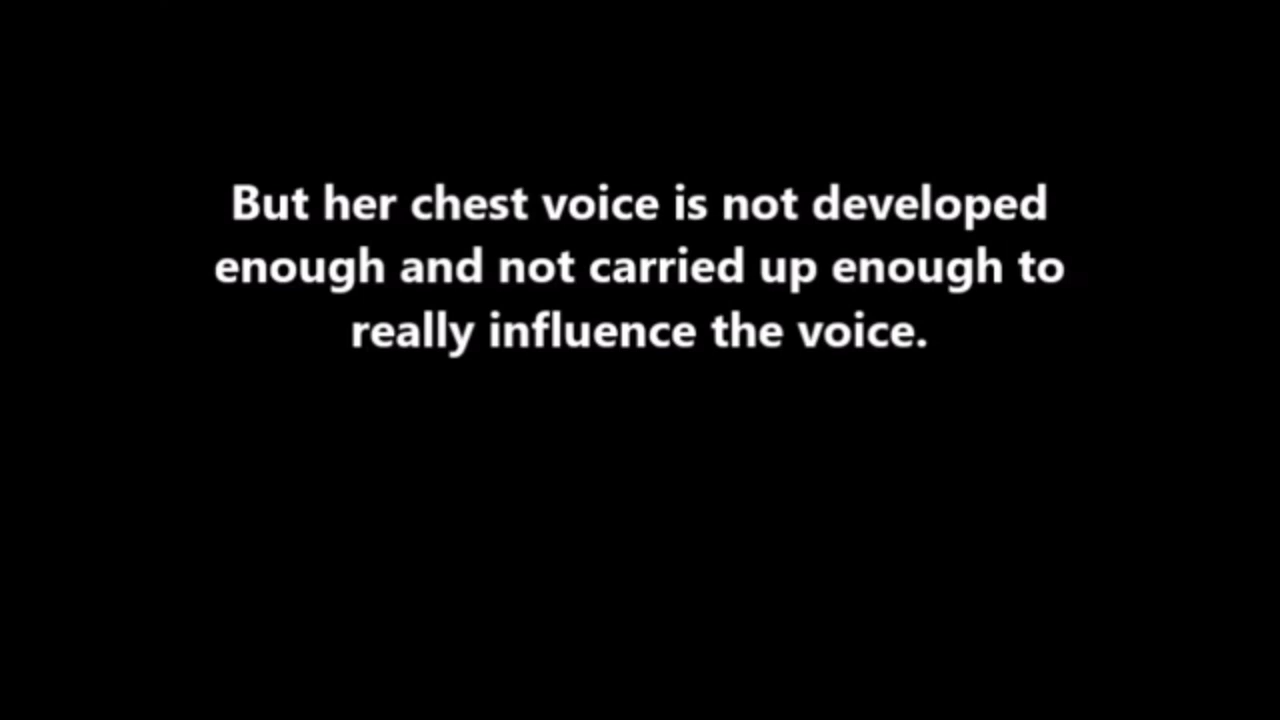 But her chest voice is not developed
enough and not carried up enough to
really influence the voice.